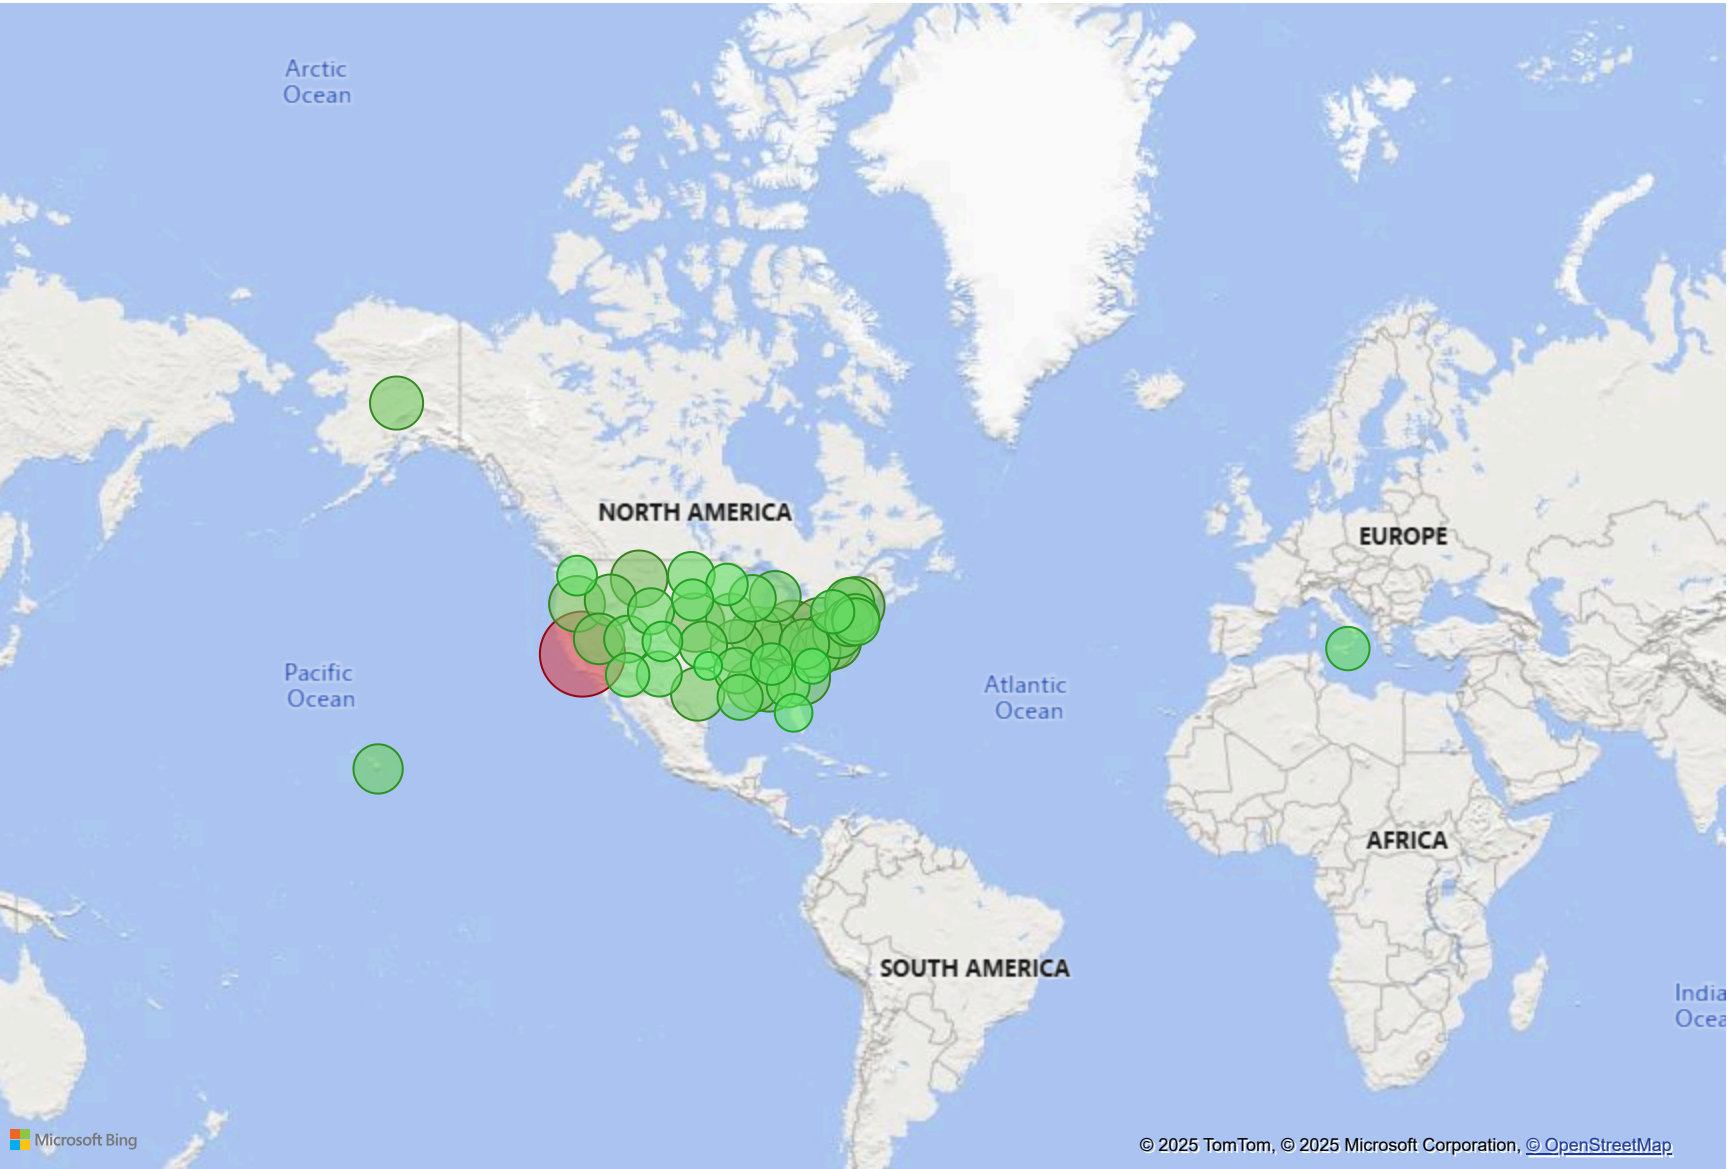 Arctic
Ocean
NORTH AMERICA
EUROPE
Pacific
Ocean
Atlantic
Ocean
AFRICA
SOUTH AMERICA
India
Ocea
Microsoft Bing
© 2025 TomTom, © 2025 Microsoft Corporation, © OpenStreetMap